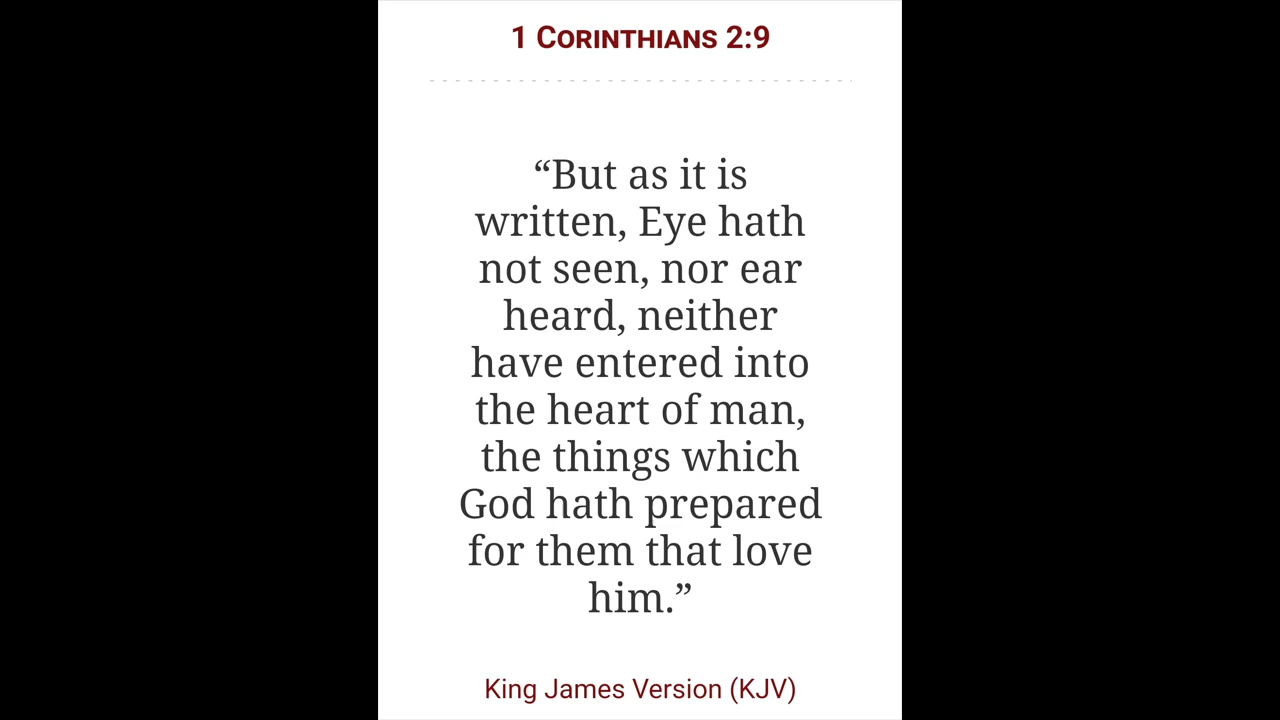 1 Corinthians 2:9
“But as it is
written, Eye hath
not seen, nor ear
heard, neither
have entered into
the heart of man,
the things which
God hath prepared
for them that love
him.”
King James Version (KJV)